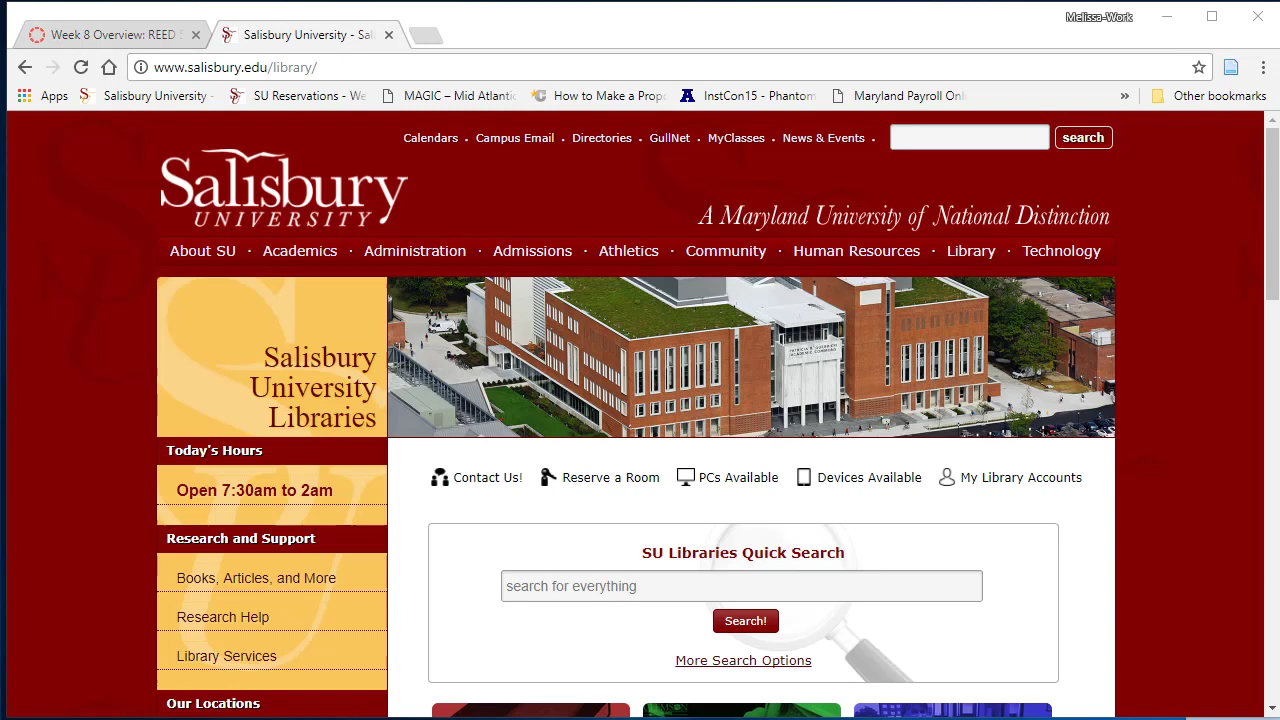 Melissa-Work
Week 8 Overview: REED S
Salisbury University - Sal
www.salisbury.edu/library/
Apps
Salisbury University -
SU Reservations - We
MAGIC – Mid Atlantic
How to Make a Propo
InstCon15 - Phantom
Maryland Payroll Onl
»
Other bookmarks
Calendars
Campus Email
Directories
GullNet
MyClasses
News & Events
search
Salisbury
UNIVERSITY
A Maryland University of National Distinction
About SU · Academics · Administration · Admissions · Athletics · Community · Human Resources · Library · Technology
Salisbury
University
Libraries
Today's Hours
Open 7:30am to 2am
Research and Support
Books, Articles, and More
Research Help
Library Services
Our Locations
Contact Us!
Reserve a Room
PCs Available
Devices Available
My Library Accounts
SU Libraries Quick Search
search for everything
Search!
More Search Options